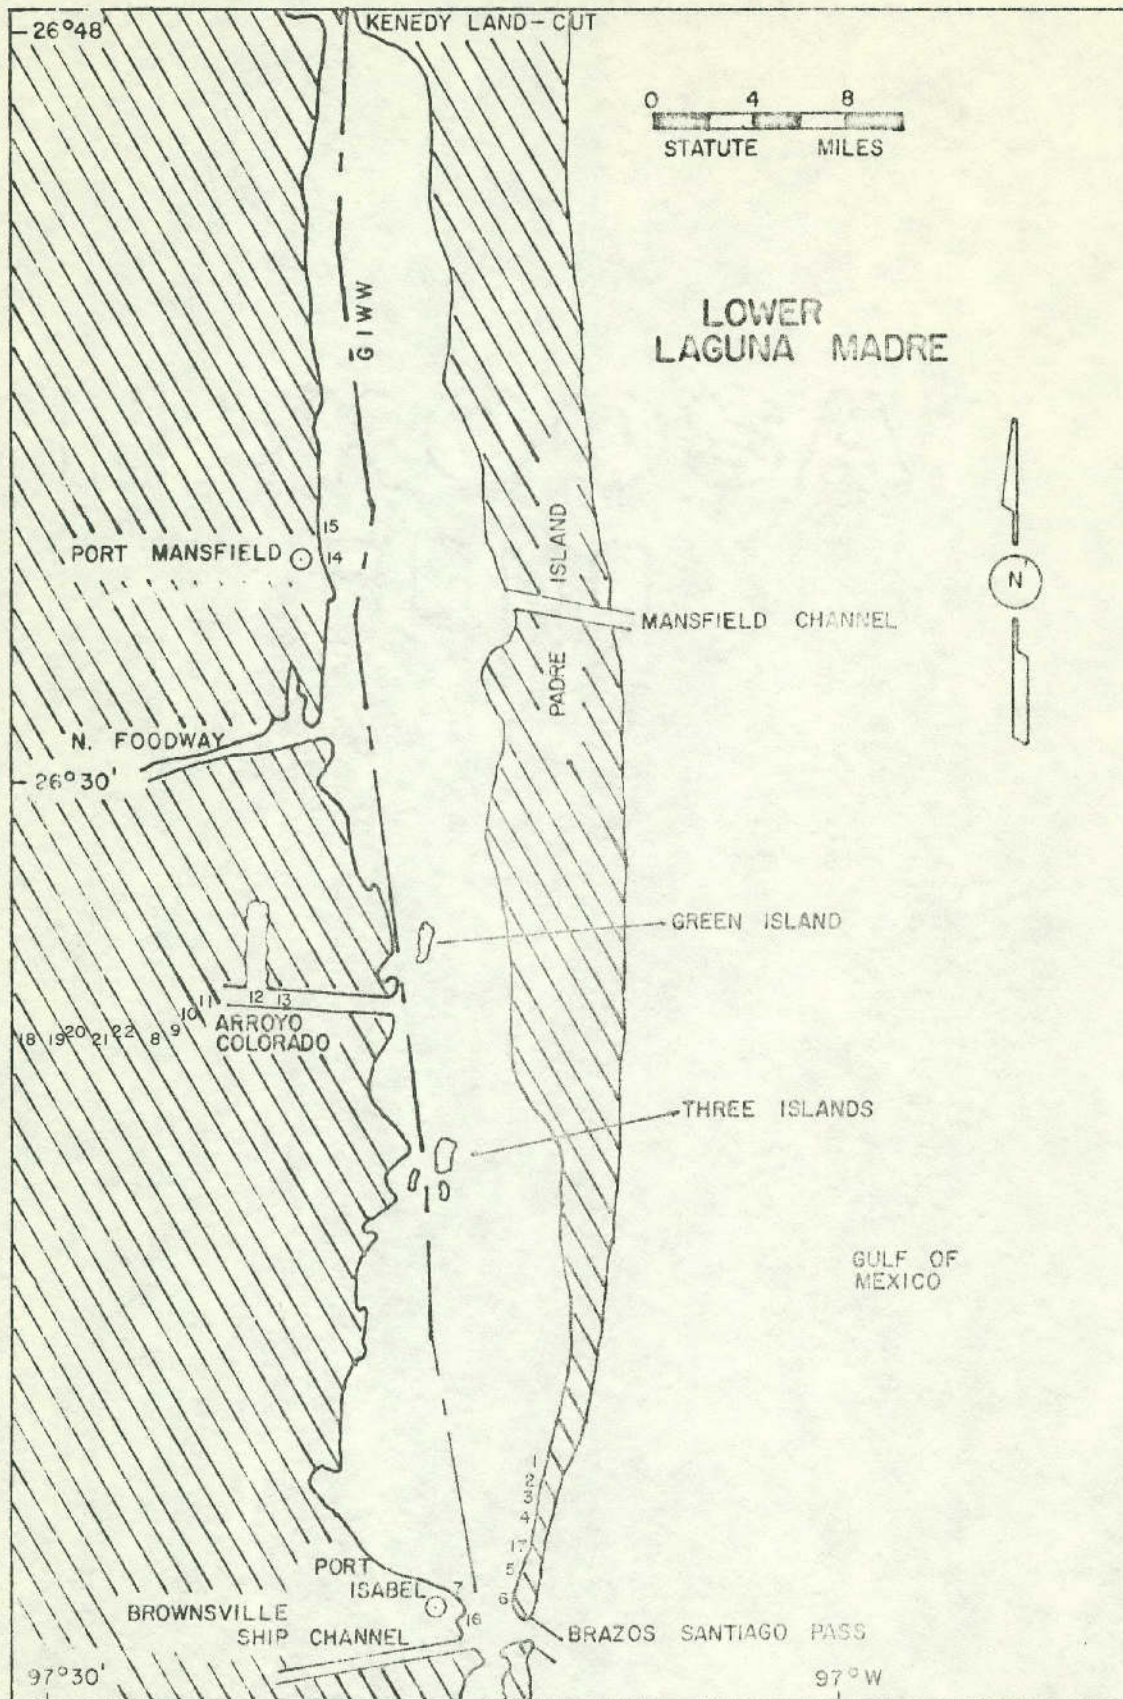 26°48'
KENEDY LAND-CUT
0 4 8
STATUTE MILES
GIWW
LOWER
LAGUNA MADRE
15
PORT MANSFIELD
14
PADRE ISLAND
N
MANSFIELD CHANNEL
N. FOODWAY
26°30'
GREEN ISLAND
11 12 13
10
ARROYO
COLORADO
18 19 20 21 22 8 9
THREE ISLANDS
GULF OF
MEXICO
1
2
3
4
17
5
6
PORT
ISABEL
7
16
BROWNSVILLE
SHIP CHANNEL
BRAZOS SANTIAGO PASS
97°30'
97°W